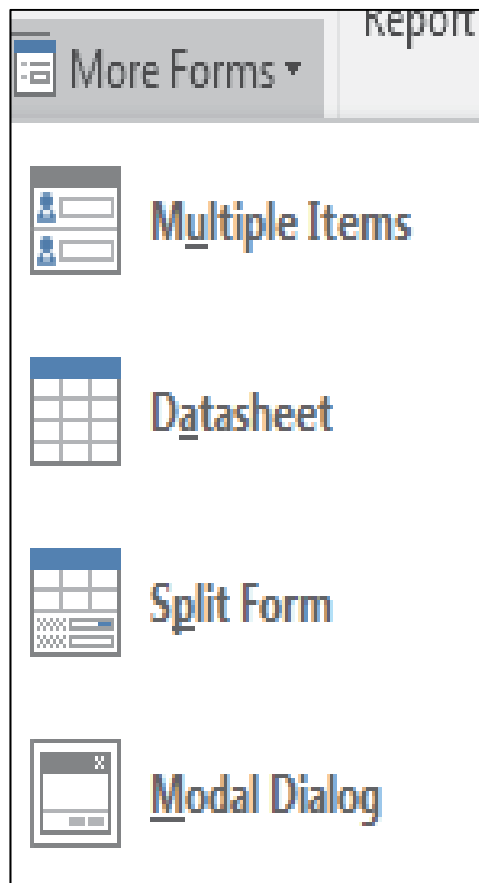 Report
More Forms
Multiple Items
Datasheet
Split Form
Modal Dialog